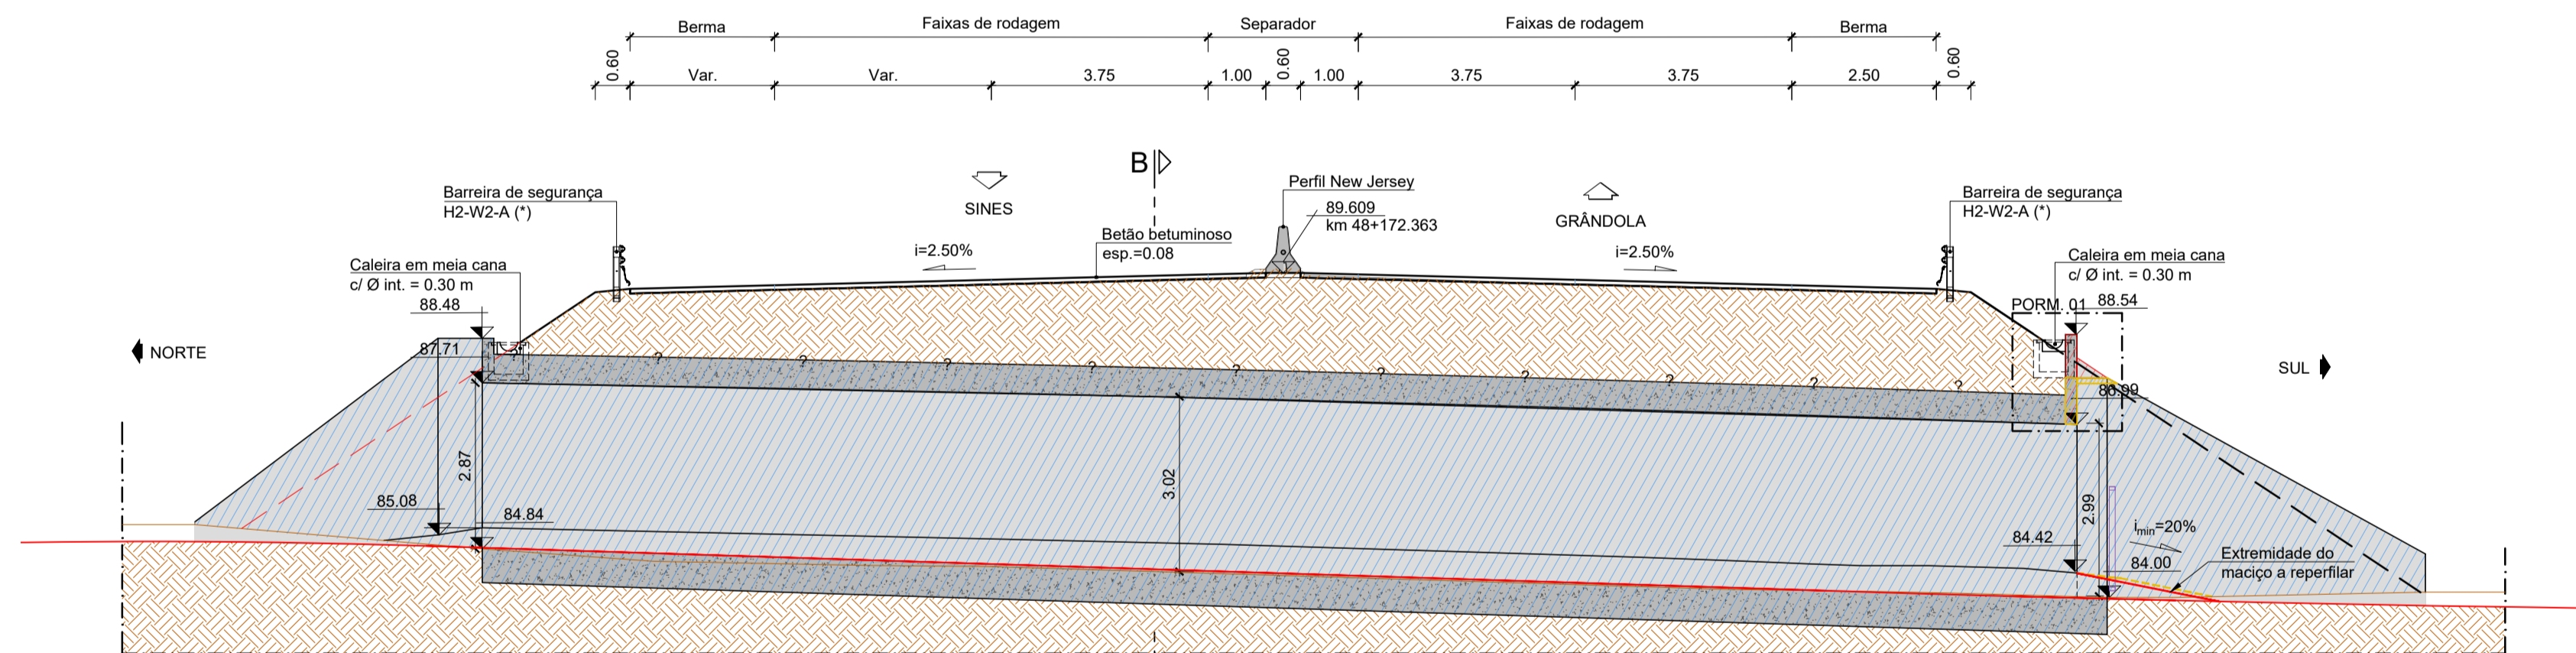 Berma
Faixas de rodagem
Separador
Faixas de rodagem
Berma
0.60
Var.
Var.
3.75
1.00
0.60
1.00
3.75
3.75
2.50
0.60
B
Barreira de segurança
H2-W2-A (*)
SINES
Perfil New Jersey
89.609
km 48+172.363
GRÂNDOLA
Barreira de segurança
H2-W2-A (*)
Betão betuminoso
esp.=0.08
i=2.50%
i=2.50%
Caleira em meia cana
c/ Ø int. = 0.30 m
88.48
Caleira em meia cana
c/ Ø int. = 0.30 m
PORM. 01
88.54
NORTE
87.71
? ? ? ? ? ? ? ? ? ? ?
SUL
86.99
2.87
3.02
2.99
85.08
84.84
84.42
imin=20%
84.00
Extremidade do
maciço a reperfilar